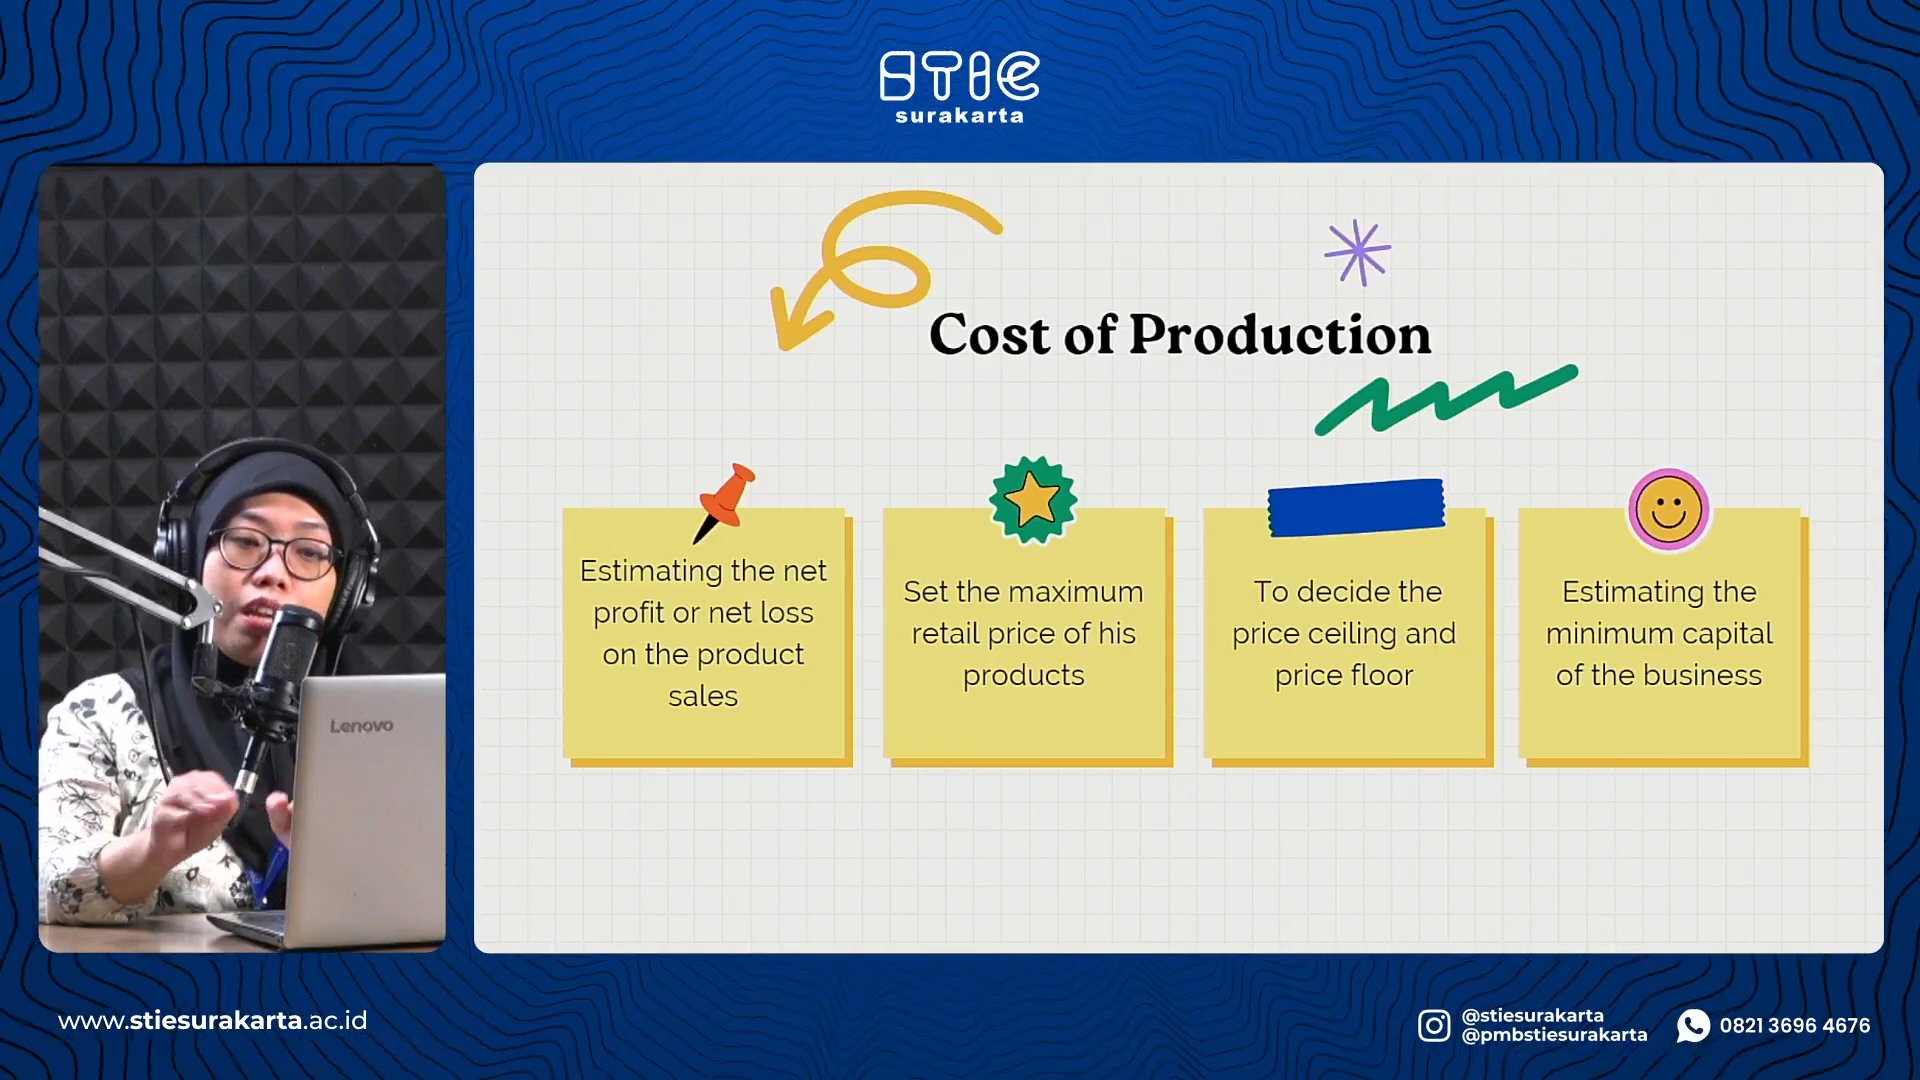 STIE
surakarta
Cost of Production
Estimating the net
profit or net loss
on the product
sales
Set the maximum
retail price of his
products
To decide the
price ceiling and
price floor
Estimating the
minimum capital
of the business
Lenovo
www.stiesurakarta.ac.id
@stiesurakarta
@pmbstiesurakarta
0821 3696 4676